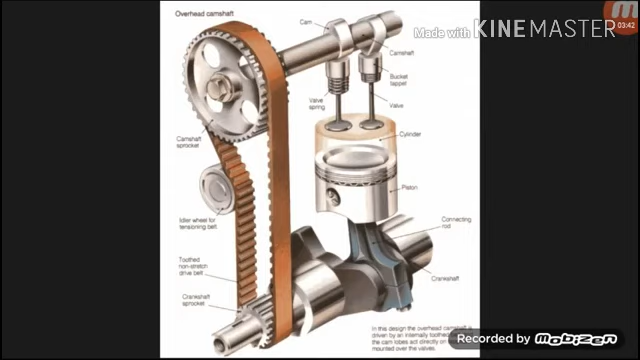 Overhead camshaft
Cam
Made with KINEMASTER
03:42
Camshaft
Bucket
tappet
Valve
spring
Valve
Cylinder
Camshaft
sprocket
Piston
Idler wheel for
tensioning belt
Connecting
rod
Toothed
non-stretch
drive belt
Crankshaft
Crankshaft
sprocket
In this design the overhead camshaft is
driven by an internally toothed
the cam lobes act directly on
mounted over the valves.
Recorded by mobizen